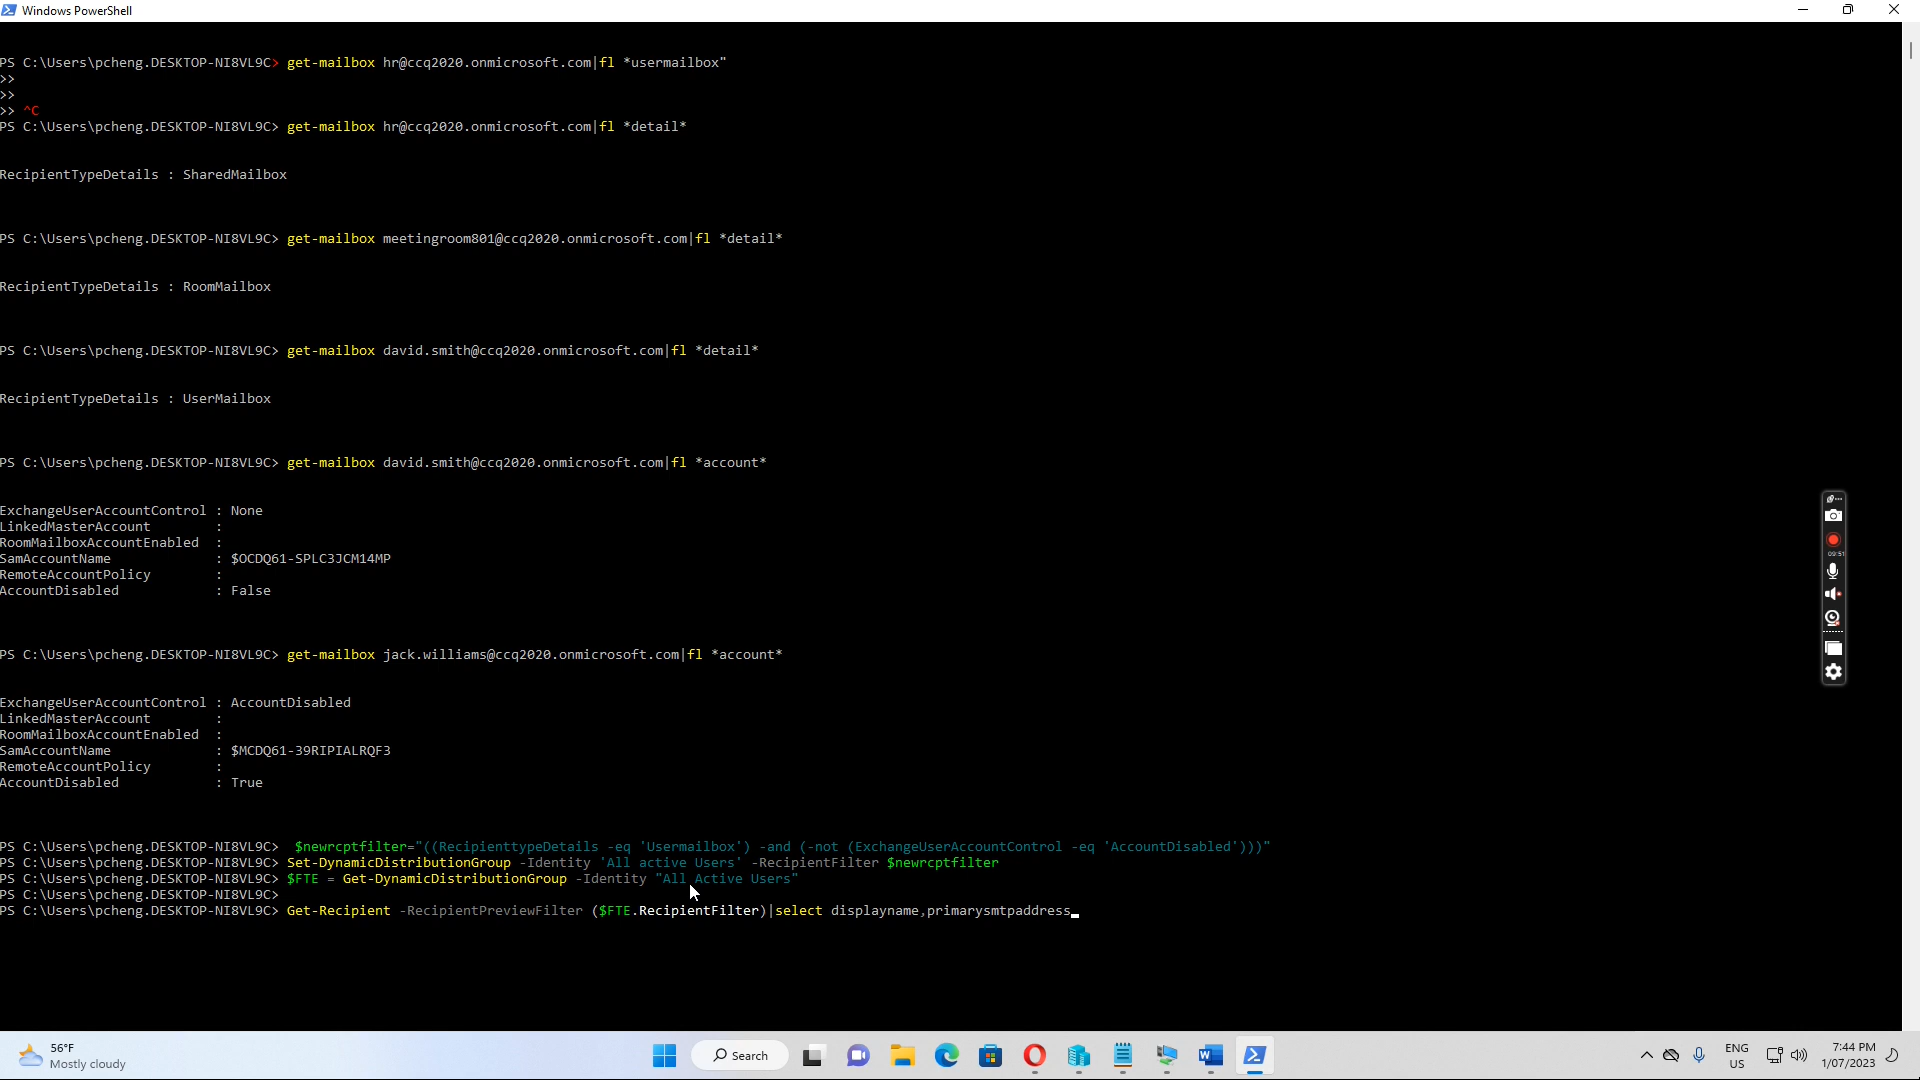 Windows PowerShell
PS C:\Users\pcheng.DESKTOP-NI8VL9C> get-mailbox hr@ccq2020.onmicrosoft.com|fl *usermailbox"
>>
>>
>> ^C
PS C:\Users\pcheng.DESKTOP-NI8VL9C> get-mailbox hr@ccq2020.onmicrosoft.com|fl *detail*
RecipientTypeDetails : SharedMailbox
PS C:\Users\pcheng.DESKTOP-NI8VL9C> get-mailbox meetingroom801@ccq2020.onmicrosoft.com|fl *detail*
RecipientTypeDetails : RoomMailbox
PS C:\Users\pcheng.DESKTOP-NI8VL9C> get-mailbox david.smith@ccq2020.onmicrosoft.com|fl *detail*
RecipientTypeDetails : UserMailbox
PS C:\Users\pcheng.DESKTOP-NI8VL9C> get-mailbox david.smith@ccq2020.onmicrosoft.com|fl *account*
ExchangeUserAccountControl : None
LinkedMasterAccount :
RoomMailboxAccountEnabled :
SamAccountName : $OCDQ61-SPLC3JCM14MP
RemoteAccountPolicy :
AccountDisabled : False
PS C:\Users\pcheng.DESKTOP-NI8VL9C> get-mailbox jack.williams@ccq2020.onmicrosoft.com|fl *account*
ExchangeUserAccountControl : AccountDisabled
LinkedMasterAccount :
RoomMailboxAccountEnabled :
SamAccountName : $MCDQ61-39RIPIALRQF3
RemoteAccountPolicy :
AccountDisabled : True
PS C:\Users\pcheng.DESKTOP-NI8VL9C> $newrcptfilter="((RecipienttypeDetails -eq 'Usermailbox') -and (-not (ExchangeUserAccountControl -eq 'AccountDisabled')))"
PS C:\Users\pcheng.DESKTOP-NI8VL9C> Set-DynamicDistributionGroup -Identity 'All active Users' -RecipientFilter $newrcptfilter
PS C:\Users\pcheng.DESKTOP-NI8VL9C> $FTE = Get-DynamicDistributionGroup -Identity "All Active Users"
PS C:\Users\pcheng.DESKTOP-NI8VL9C>
PS C:\Users\pcheng.DESKTOP-NI8VL9C> Get-Recipient -RecipientPreviewFilter ($FTE.RecipientFilter)|select displayname,primarysmtpaddress_
09:51
56°F
Mostly cloudy
Search
ENG
US
7:44 PM
1/07/2023